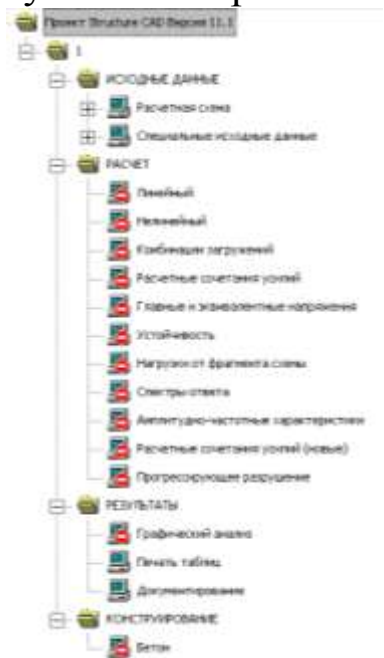 Проект Structure CAD Версия 11.1
1
ИСХОДНЫЕ ДАННЫЕ
Расчетная схема
Специальные исходные данные
РАСЧЕТ
Линейный
Нелинейный
Комбинации загружений
Расчетные сочетания усилий
Главные и эквивалентные напряжения
Устойчивость
Нагрузки от фрагмента схемы
Спектры ответа
Амплитудно-частотные характеристики
Расчетные сочетания усилий (новые)
Прогрессирующее разрушение
РЕЗУЛЬТАТЫ
Графический анализ
Печать таблиц
Документирование
КОНСТРУИРОВАНИЕ
Бетон